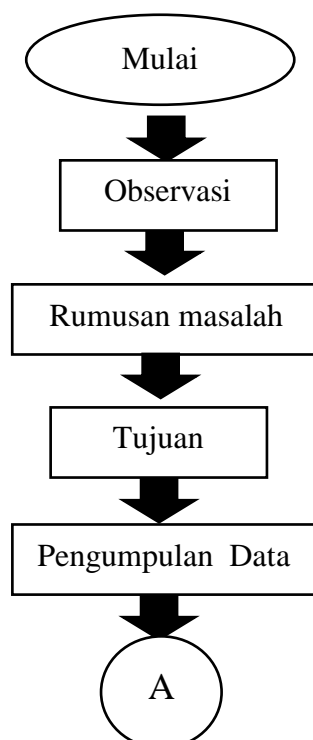 Mulai
Observasi
Rumusan masalah
Tujuan
Pengumpulan  Data
A